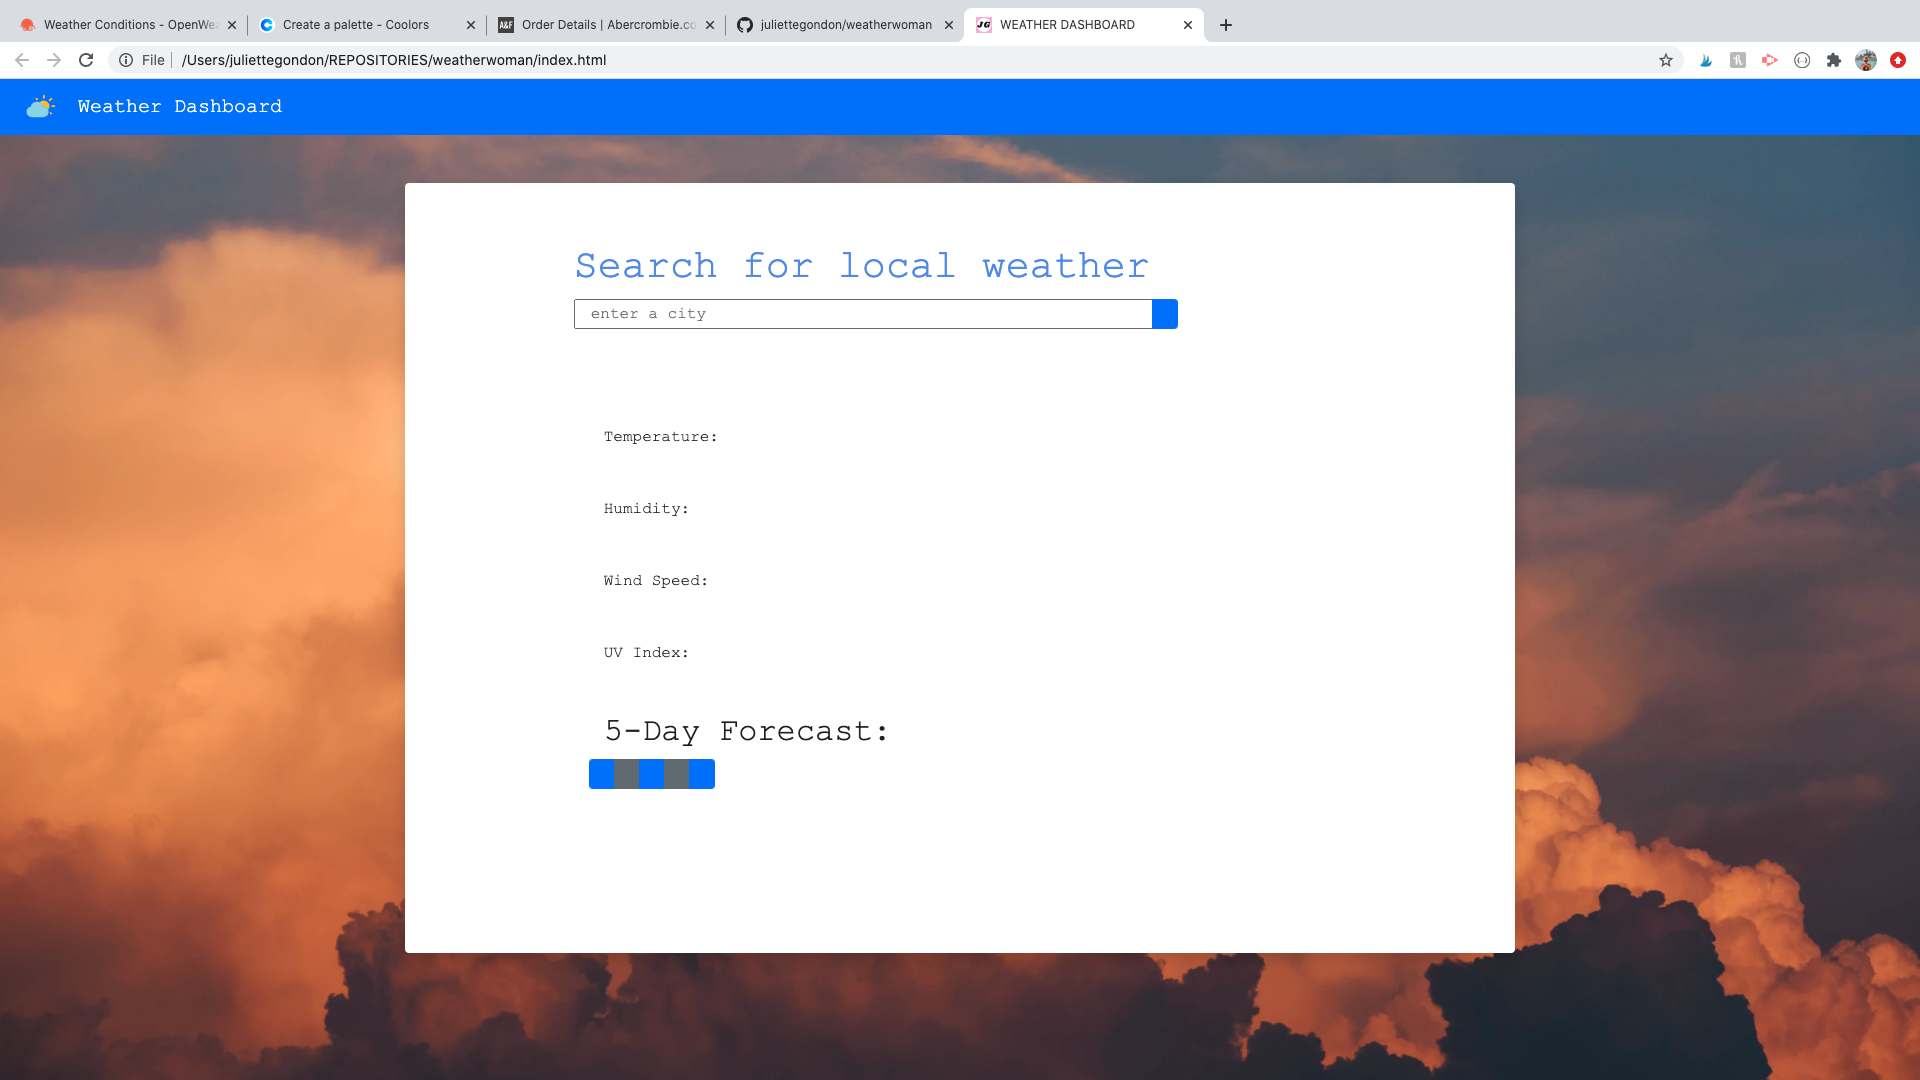 Weather Conditions - OpenWea
Create a palette - Coolors
A&F
Order Details | Abercrombie.co
juliettegondon/weatherwoman
JG
WEATHER DASHBOARD
File
/Users/juliettegondon/REPOSITORIES/weatherwoman/index.html
Weather Dashboard
Search for local weather
enter a city
Temperature:
Humidity:
Wind Speed:
UV Index:
5-Day Forecast: